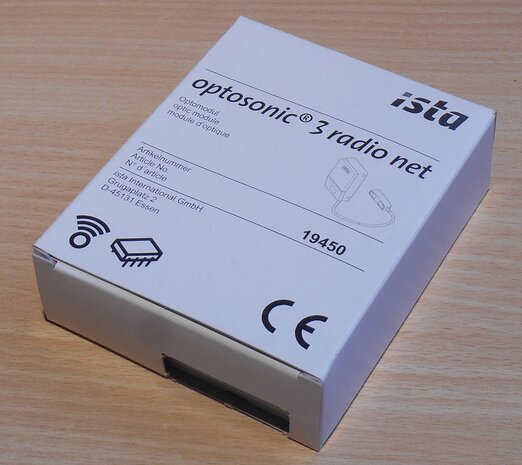 ista
optosonic® 3 radio net
Optomodul
optic module
module d'optique
Artikelnummer
Article No
N° d'article
19450
ista International GmbH
Grugaplatz 2
D-45131 Essen
CE